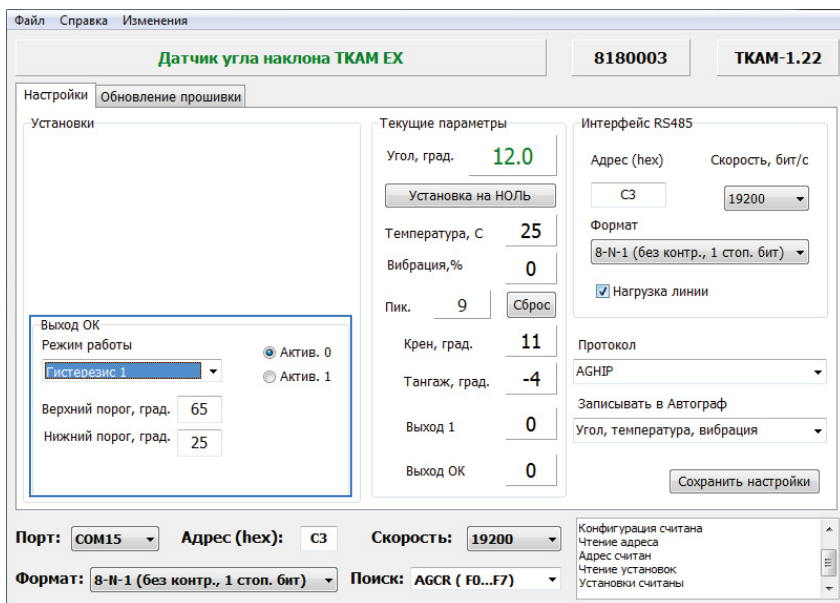 Файл Справка Изменения
Датчик угла наклона TKAM EX
8180003
TKAM-1.22
Настройки
Обновление прошивки
Установки
Выход ОК
Режим работы
Гистерезис 1
Актив. 0
Актив. 1
Верхний порог, град. 65
Нижний порог, град. 25
Текущие параметры
Угол, град. 12.0
Установка на НОЛЬ
Температура, С 25
Вибрация,% 0
Пик. 9 Сброс
Крен, град. 11
Тангаж, град. -4
Выход 1 0
Выход ОК 0
Интерфейс RS485
Адрес (hex) Скорость, бит/с
C3 19200
Формат
8-N-1 (без контр., 1 стоп. бит)
Нагрузка линии
Протокол
AGHIP
Записывать в Автограф
Угол, температура, вибрация
Сохранить настройки
Порт: COM15 Адрес (hex): C3 Скорость: 19200
Формат: 8-N-1 (без контр., 1 стоп. бит) Поиск: AGCR ( F0...F7)
Конфигурация считана
Чтение адреса
Адрес считан
Чтение установок
Установки считаны